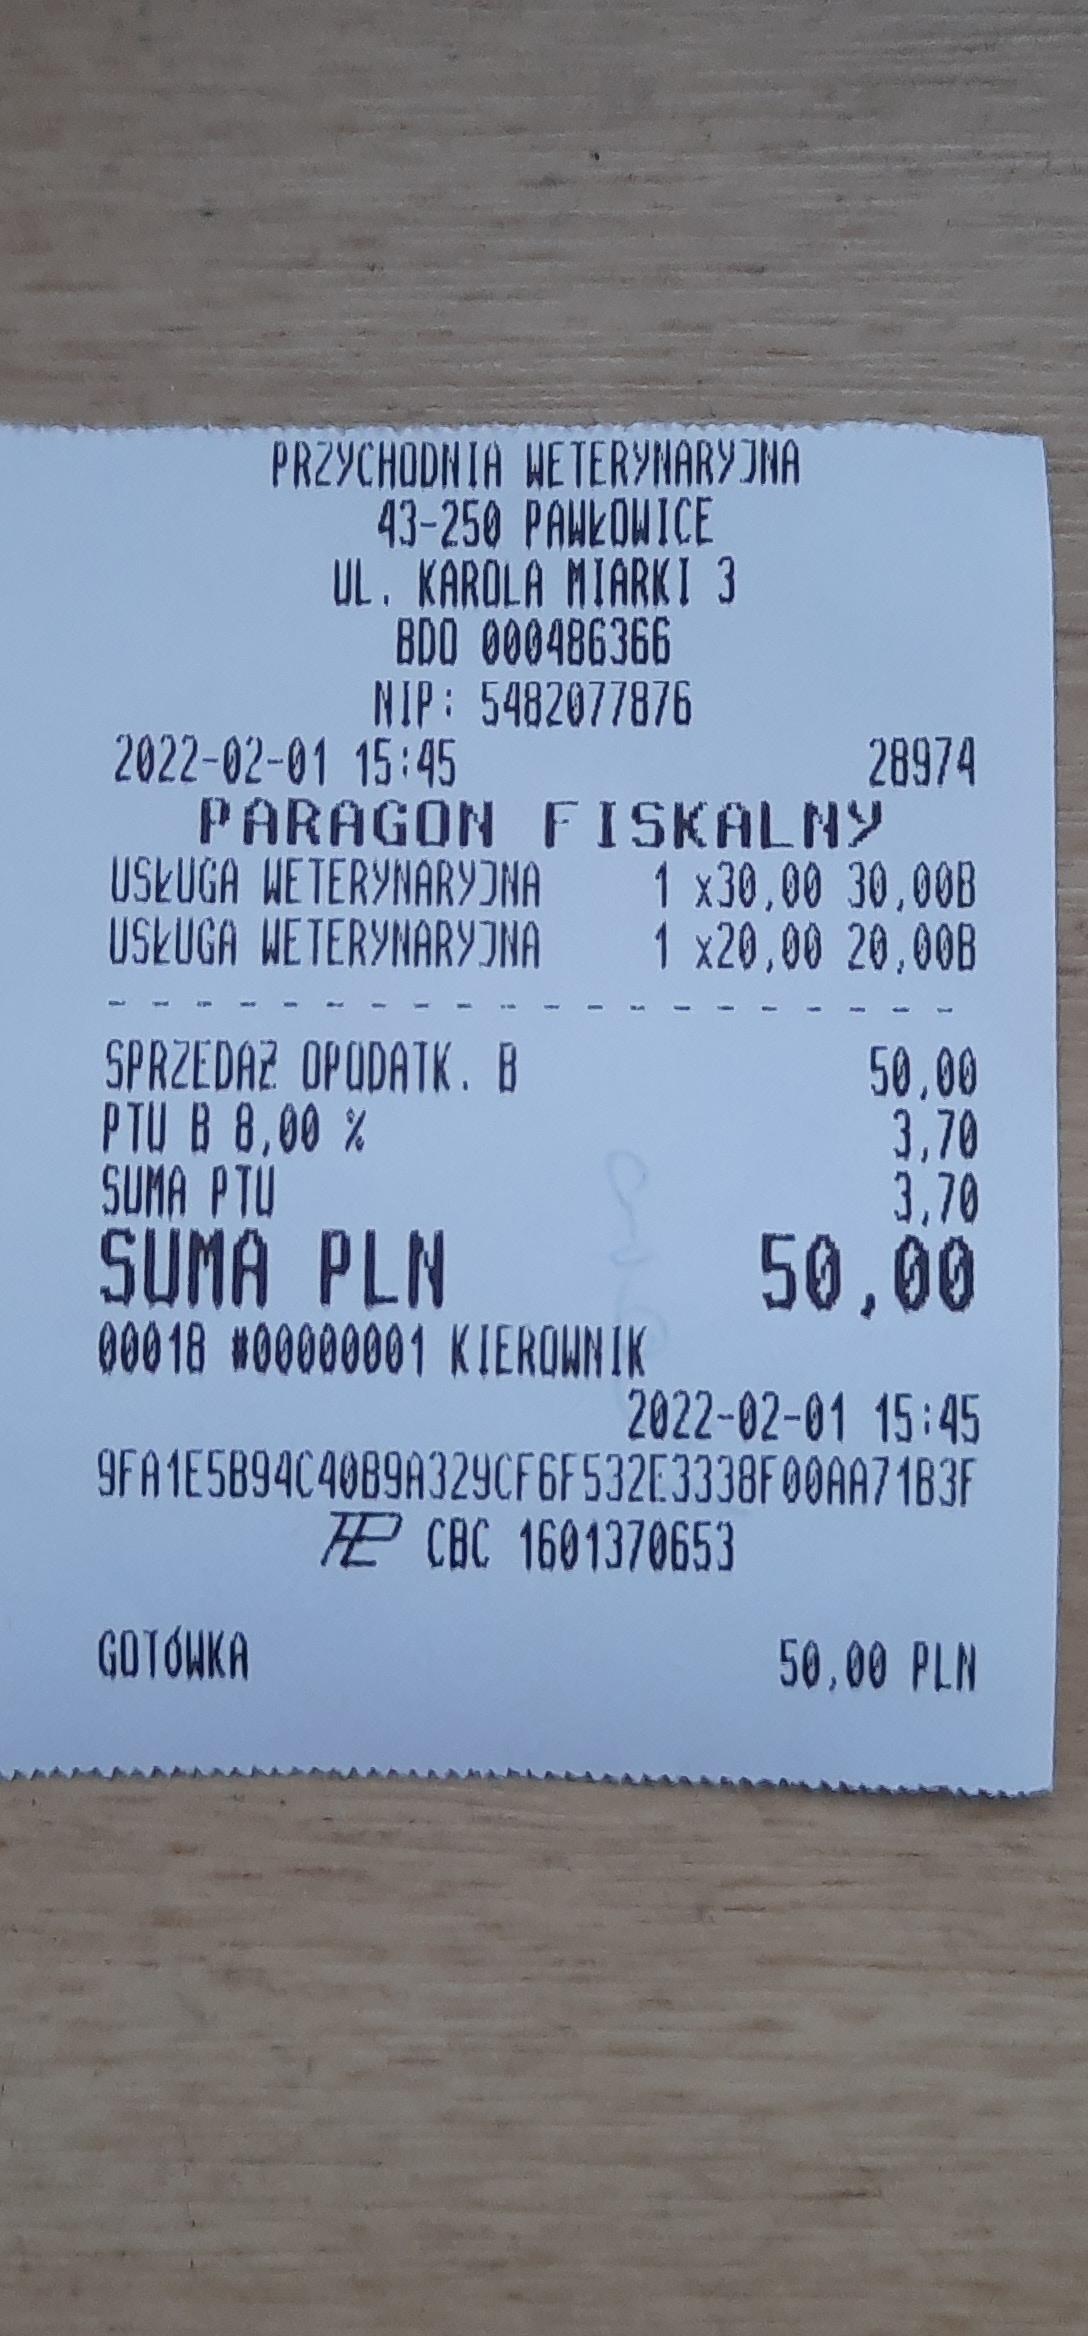 PRZYCHODNIA WETERYNARYJNA
43-250 PAWŁOWICE
UL. KAROLA MIARKI 3
BDO 000486366
NIP: 5482077876
2022-02-01 15:45 28974
PARAGON FISKALNY
USŁUGA WETERYNARYJNA 1 x30,00 30,00B
USŁUGA WETERYNARYJNA 1 x20,00 20,00B
- - - - - - - - - - - - - - - - - - - -
SPRZEDAŻ OPODATK. B 50,00
PTU B 8,00 % 3,70
SUMA PTU 3,70
SUMA PLN 50,00
00018 #00000001 KIEROWNIK
2022-02-01 15:45
9FA1E5B94C40B9A329CF6F532E3338F00AA71B3F
CBC 1601370653
GOTÓWKA 50,00 PLN